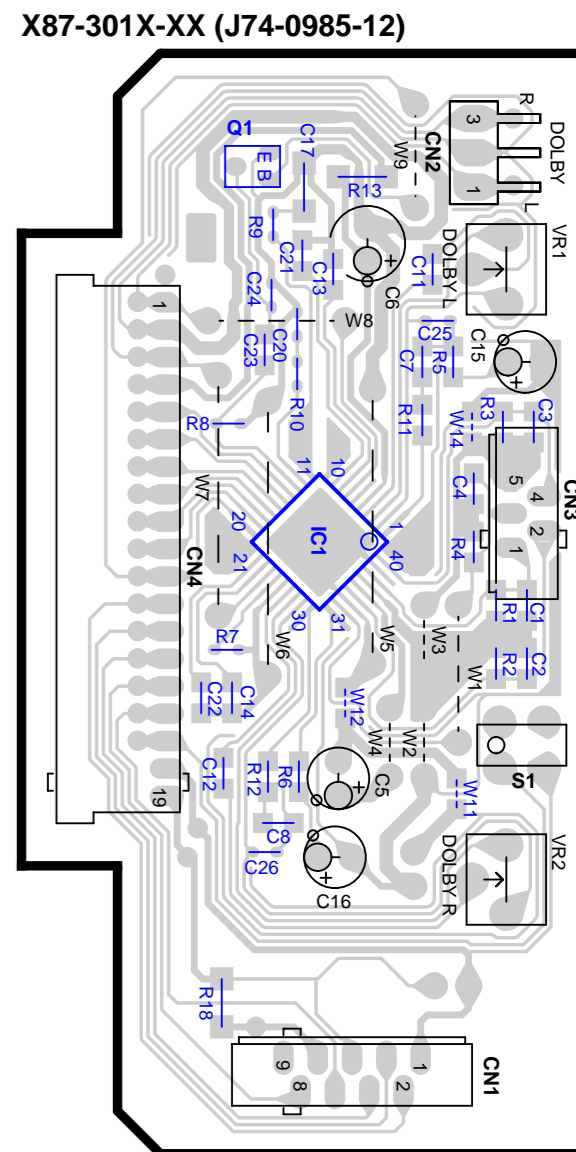 X87-301X-XX (J74-0985-12)
Q1
E B
C17
R13
W9
CN2
3
1
R
DOLBY
L
VR1
DOLBY L
R9
C21
C13
C6
C11
C24
W8
C25
C15
C23
C20
C7
R5
R10
R8
R11
W14
R3
C3
1
11
10
W7
20
21
IC1
1
40
C4
R4
5
4
2
1
CN3
CN4
30
31
R7
W6
W5
W3
W1
R1
C1
R2
C2
C22
C14
W12
W4
W2
S1
C12
R12
R6
C5
W11
19
C8
C26
C16
DOLBY R
VR2
R18
9
8
2
1
CN1